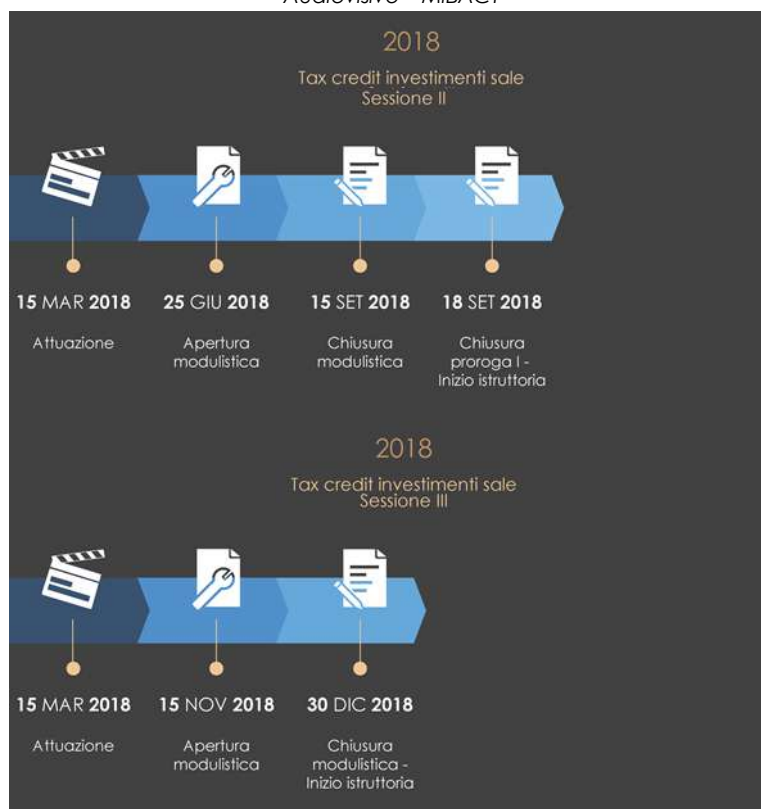 Audiovisivo – MIBACT
2018
Tax credit investimenti sale
Sessione II
15 MAR 2018
25 GIU 2018
15 SET 2018
18 SET 2018
Attuazione
Apertura
modulistica
Chiusura
modulistica
Chiusura
proroga I -
Inizio istruttoria
2018
Tax credit investimenti sale
Sessione III
15 MAR 2018
15 NOV 2018
30 DIC 2018
Attuazione
Apertura
modulistica
Chiusura
modulistica -
Inizio istruttoria